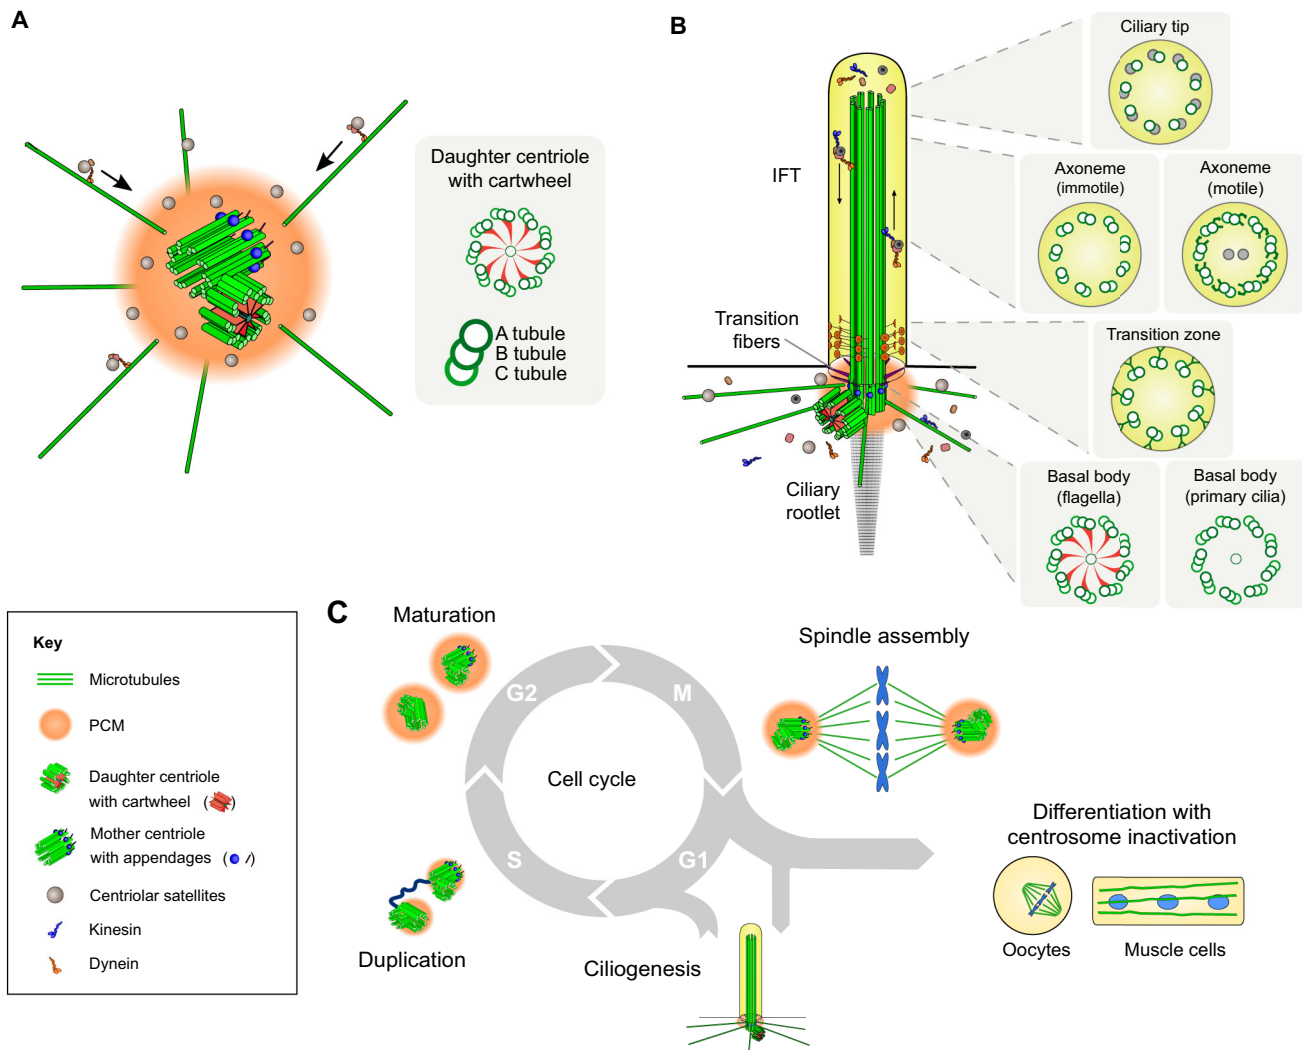 A
Daughter centriole
with cartwheel
A tubule
B tubule
C tubule
B
IFT
Transition
fibers
Ciliary
rootlet
Ciliary tip
Axoneme
(immotile)
Axoneme
(motile)
Transition zone
Basal body
(flagella)
Basal body
(primary cilia)
Key
Microtubules
PCM
Daughter centriole
with cartwheel ( )
Mother centriole
with appendages ( )
Centriolar satellites
Kinesin
Dynein
C
Maturation
G2
M
Cell cycle
S
G1
Duplication
Ciliogenesis
Spindle assembly
Differentiation with
centrosome inactivation
Oocytes
Muscle cells